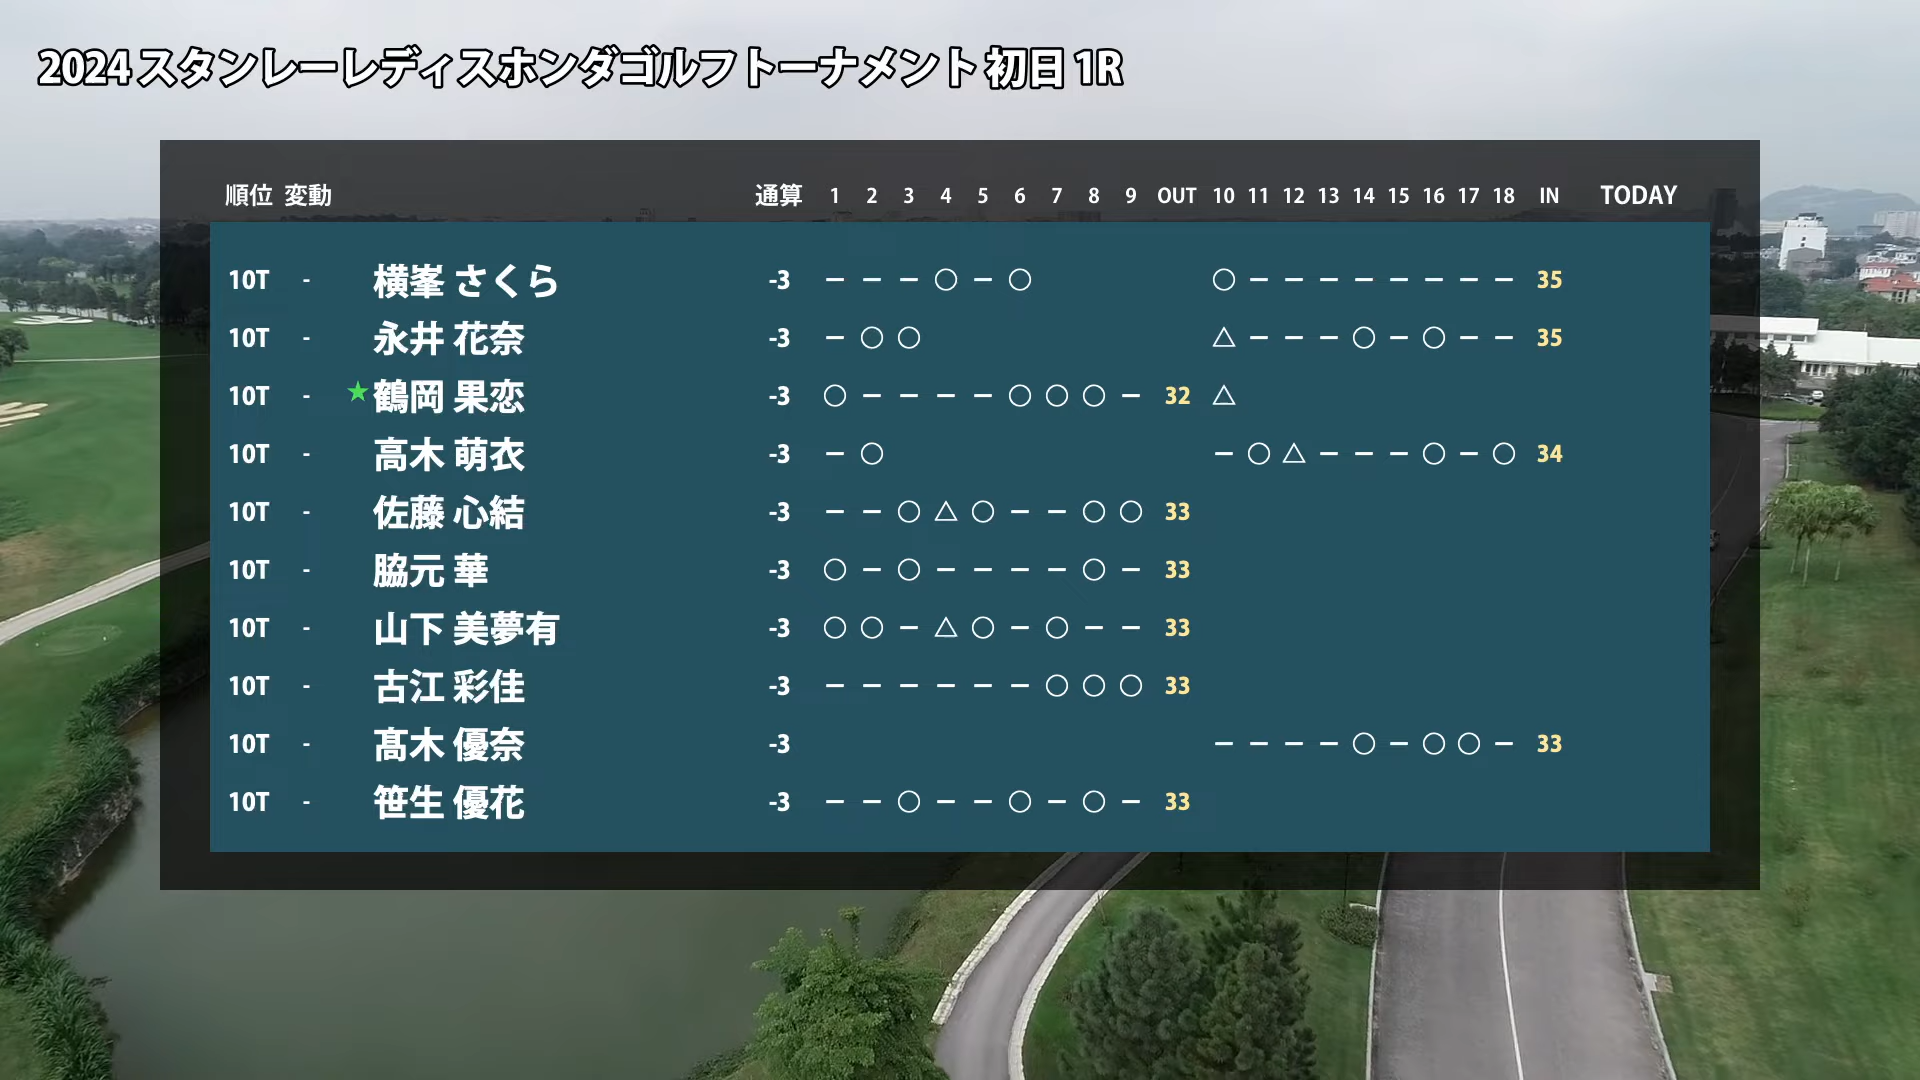 2024 スタンレーレディスホンダゴルフトーナメント 初日 1R
順位 変動 通算 1 2 3 4 5 6 7 8 9 OUT 10 11 12 13 14 15 16 17 18 IN TODAY
10T - 横峯 さくら -3 － － － ○ － ○ ○ － － － － － － － － 35
10T - 永井 花奈 -3 － ○ ○ △ － － － ○ － ○ － － 35
10T - ★鶴岡 果恋 -3 ○ － － － － ○ ○ ○ － 32 △
10T - 高木 萌衣 -3 － ○ － ○ △ － － － ○ － ○ 34
10T - 佐藤 心結 -3 － － ○ △ ○ － － ○ ○ 33
10T - 脇元 華 -3 ○ － ○ － － － － ○ － 33
10T - 山下 美夢有 -3 ○ ○ － △ ○ － ○ － － 33
10T - 古江 彩佳 -3 － － － － － － ○ ○ ○ 33
10T - 髙木 優奈 -3 － － － － ○ － ○ ○ － 33
10T - 笹生 優花 -3 － － ○ － － ○ － ○ － 33